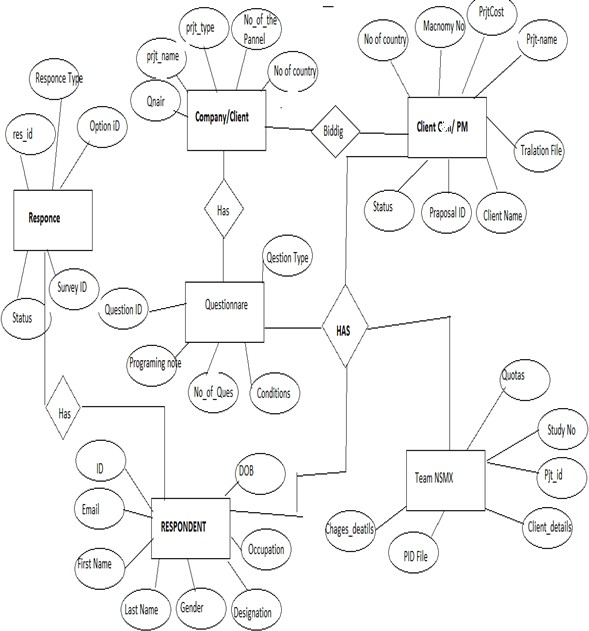 prjt_type
No_of_the
Pannel
prjt_name
No of country
Qnair
Company/Client
Biddig
No of country
Macnomy No
PrjtCost
Prjt-name
Client / PM
Tralation File
Status
Praposal ID
Client Name
Responce Type
res_id
Option iD
Responce
Status
Survey ID
Has
Qestion Type
Question ID
Questionnare
Programing note
No_of_Ques
Conditions
HAS
Has
Quotas
Study No
Pjt_id
Team NSMX
Client_details
Chages_deatils
PID File
ID
DOB
Email
RESPONDENT
First Name
Occupation
Last Name
Gender
Designation